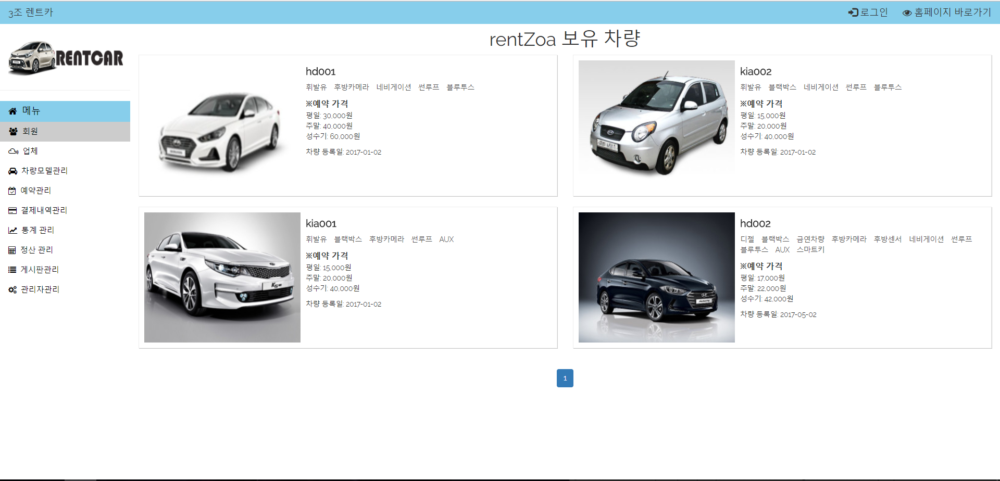 3조 렌트카
로그인
홈페이지 바로가기
RENTCAR
메뉴
회원
업체
차량모델관리
예약관리
결제내역관리
통계 관리
정산 관리
게시판관리
관리자관리
rentZoa 보유 차량
hd001
휘발유 후방카메라 네비게이션 썬루프 블루투스
※예약 가격
평일: 30,000원
주말: 40,000원
성수기: 60,000원
차량 등록일: 2017-01-02
kia002
휘발유 블랙박스 네비게이션 썬루프 블루투스
※예약 가격
평일: 15,000원
주말: 20,000원
성수기: 40,000원
차량 등록일: 2017-01-02
kia001
휘발유 블랙박스 후방카메라 썬루프 AUX
※예약 가격
평일: 15,000원
주말: 20,000원
성수기: 40,000원
차량 등록일: 2017-01-02
K5
hd002
디젤 블랙박스 금연차량 후방카메라 후방센서 네비게이션 썬루프
블루투스 AUX 스마트키
※예약 가격
평일: 17,000원
주말: 22,000원
성수기: 42,000원
차량 등록일: 2017-05-02
AVANTE
1